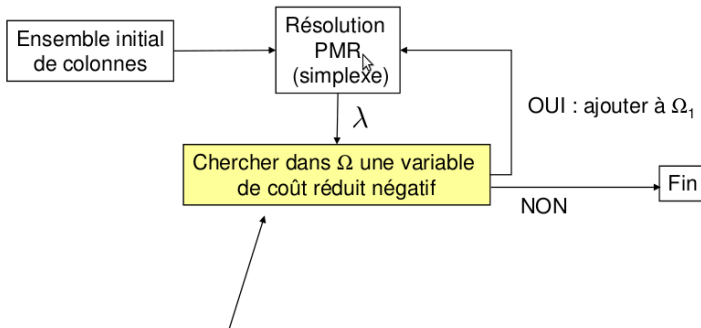 Ensemble initial
de colonnes
Résolution
PMR
(simplexe)
λ
OUI : ajouter à Ω₁
Chercher dans Ω une variable
de coût réduit négatif
NON
Fin